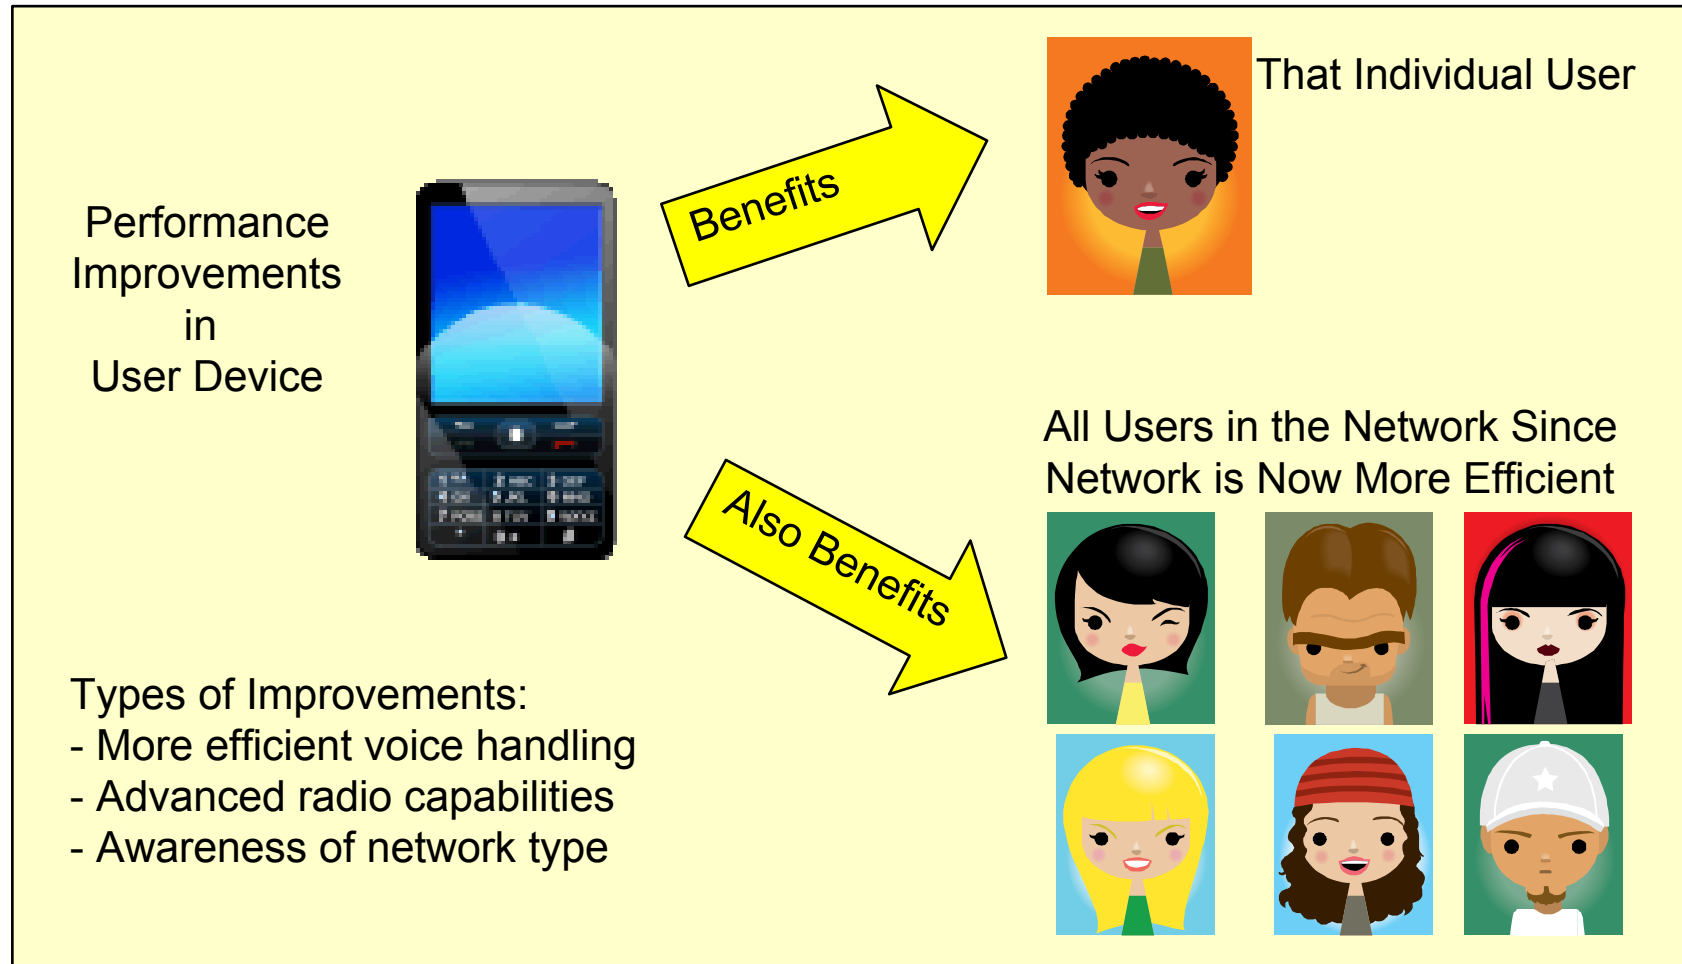 Performance
Improvements
in
User Device
Benefits
That Individual User
Also Benefits
All Users in the Network Since
Network is Now More Efficient
Types of Improvements:
- More efficient voice handling
- Advanced radio capabilities
- Awareness of network type